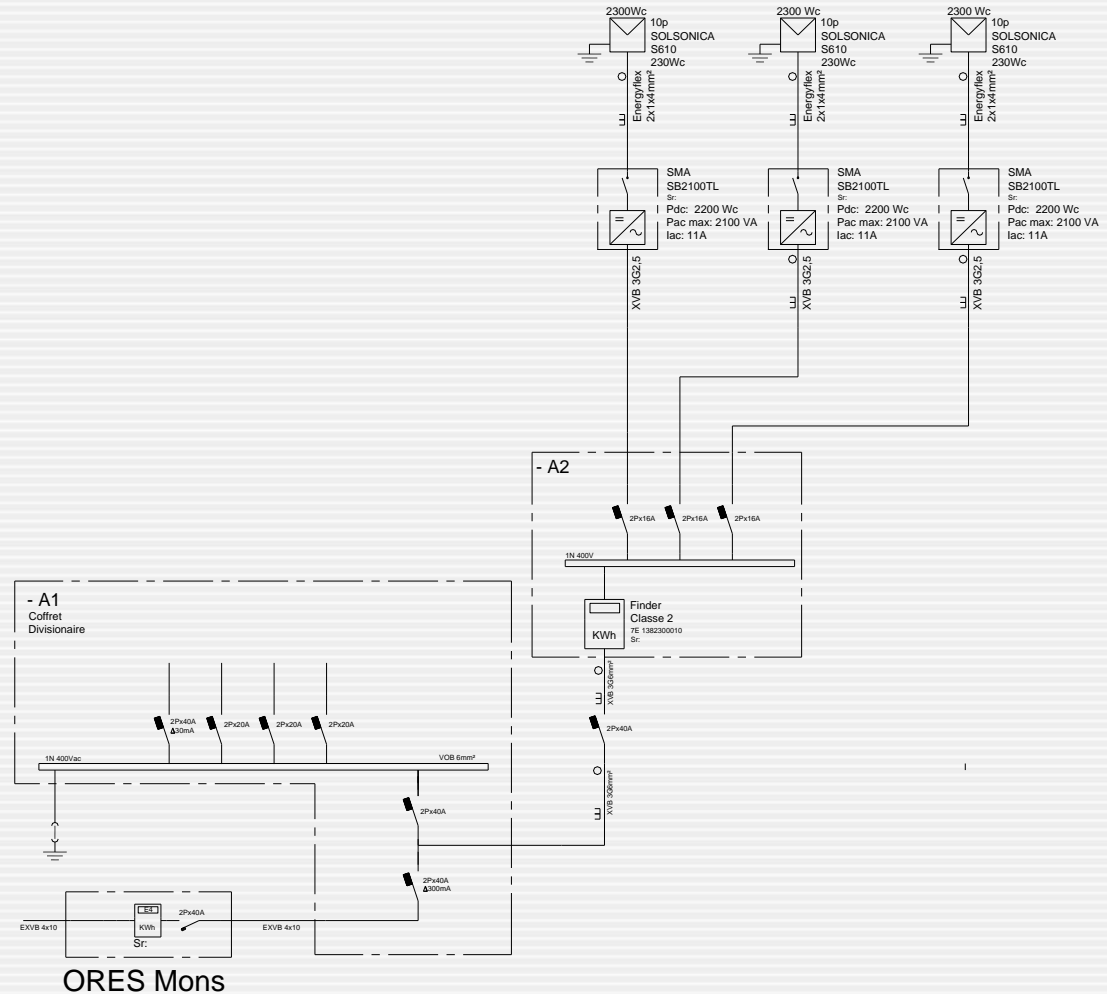 2300Wc
10p
SOLSONICA
S610
230Wc
Energyflex
2x1x4mm²
2300 Wc
10p
SOLSONICA
S610
230Wc
Energyflex
2x1x4mm²
2300 Wc
10p
SOLSONICA
S610
230Wc
Energyflex
2x1x4mm²
SMA
SB2100TL
Sr:
Pdc: 2200 Wc
Pac max: 2100 VA
Iac: 11A
XVB 3G2,5
SMA
SB2100TL
Sr:
Pdc: 2200 Wc
Pac max: 2100 VA
Iac: 11A
XVB 3G2,5
SMA
SB2100TL
Sr:
Pdc: 2200 Wc
Pac max: 2100 VA
Iac: 11A
XVB 3G2,5
- A2
2Px16A
2Px16A
2Px16A
1N 400V
KWh
Finder
Classe 2
7E 1382300010
Sr:
XVB 3G6mm²
2Px40A
XVB 3G6mm²
- A1
Coffret
Divisionaire
2Px40A
Δ30mA
2Px20A
2Px20A
2Px20A
1N 400Vac
VOB 6mm²
2Px40A
2Px40A
Δ300mA
EXVB 4x10
E4
KWh
Sr:
2Px40A
EXVB 4x10
ORES Mons